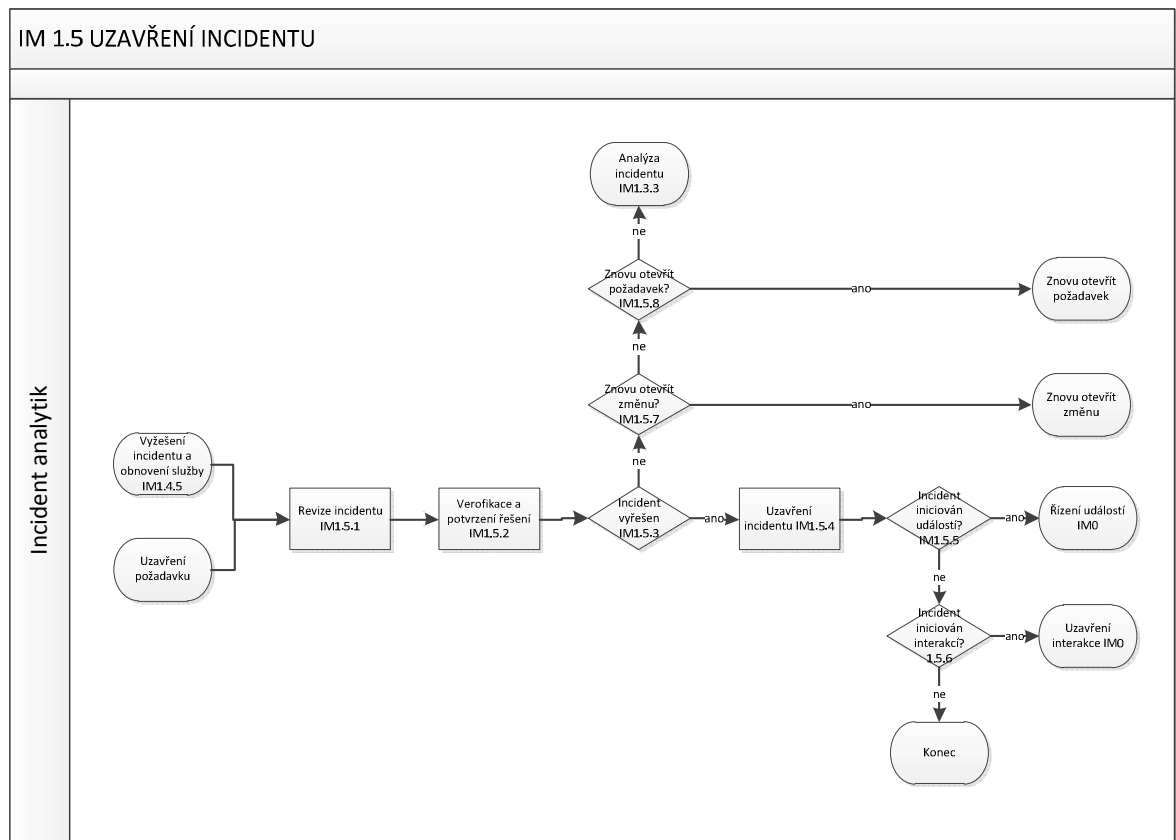 IM 1.5 UZAVŘENÍ INCIDENTU
Incident analytik
Analýza
incidentu
IM1.3.3
ne
Znovu otevřít
požadavek?
IM1.5.8
ano
Znovu otevřít
požadavek
ne
Znovu otevřít
změnu?
IM1.5.7
ano
Znovu otevřít
změnu
ne
Vyžešení
incidentu a
obnovení služby
IM1.4.5
Uzavření
požadavku
Revize incidentu
IM1.5.1
Verofikace a
potvrzení řešení
IM1.5.2
Incident
vyřešen
IM1.5.3
ano
Uzavření
incidentu IM1.5.4
Incident
iniciován
událostí?
IM1.5.5
ano
Řízení událostí
IM0
ne
Incident
iniciován
interakcí?
1.5.6
ano
Uzavření
interakce IM0
ne
Konec